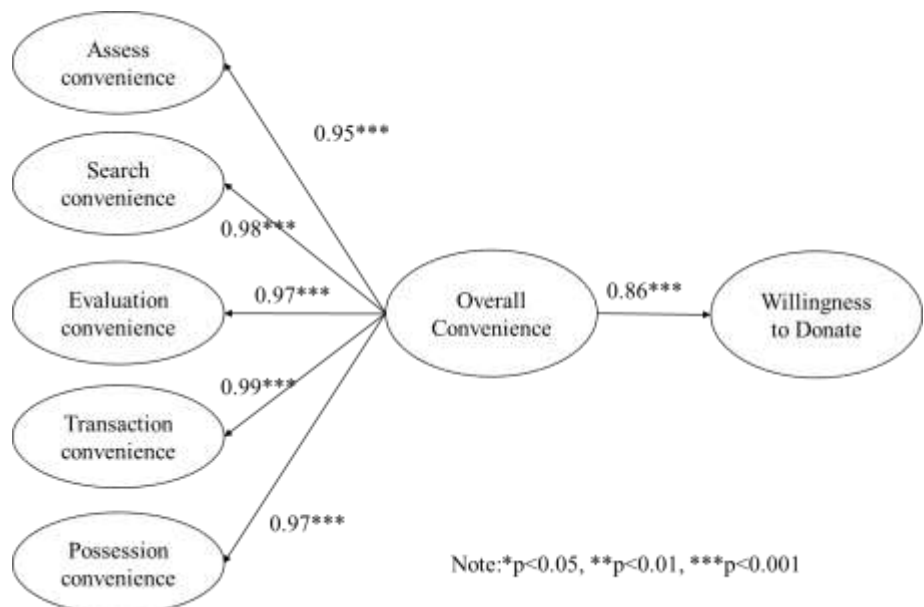 Assess
convenience
0.95***
Search
convenience
0.98***
Evaluation
convenience
0.97***
Overall
Convenience
0.86***
Willingness
to Donate
0.99***
Transaction
convenience
0.97***
Possession
convenience
Note:*p<0.05, **p<0.01, ***p<0.001